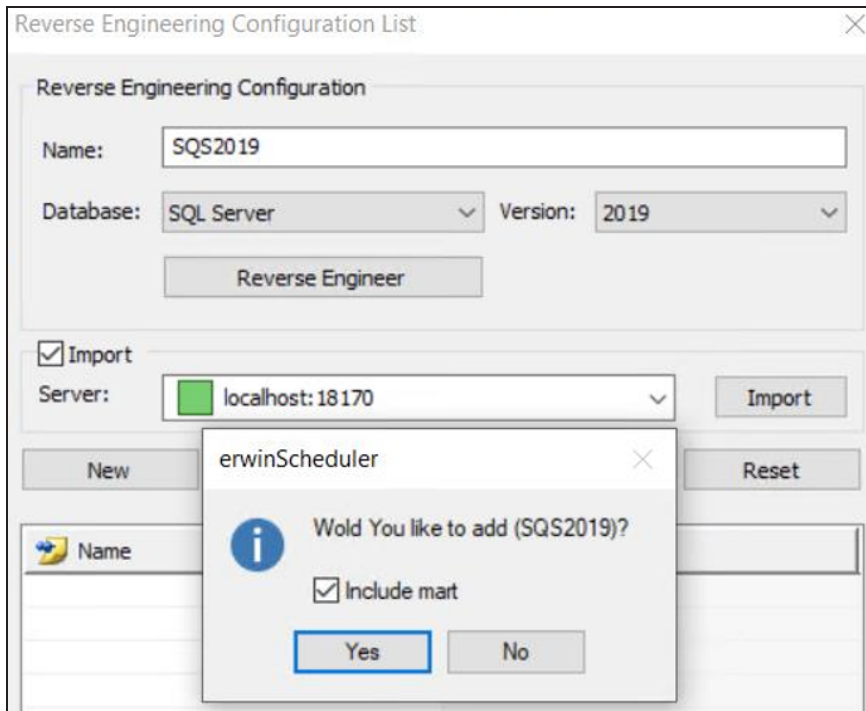 Reverse Engineering Configuration List
Reverse Engineering Configuration
Name: SQS2019
Database: SQL Server Version: 2019
Reverse Engineer
Import
Server: localhost:18170 Import
New Reset
erwinScheduler
Wold You like to add (SQS2019)?
Include mart
Yes No
Name